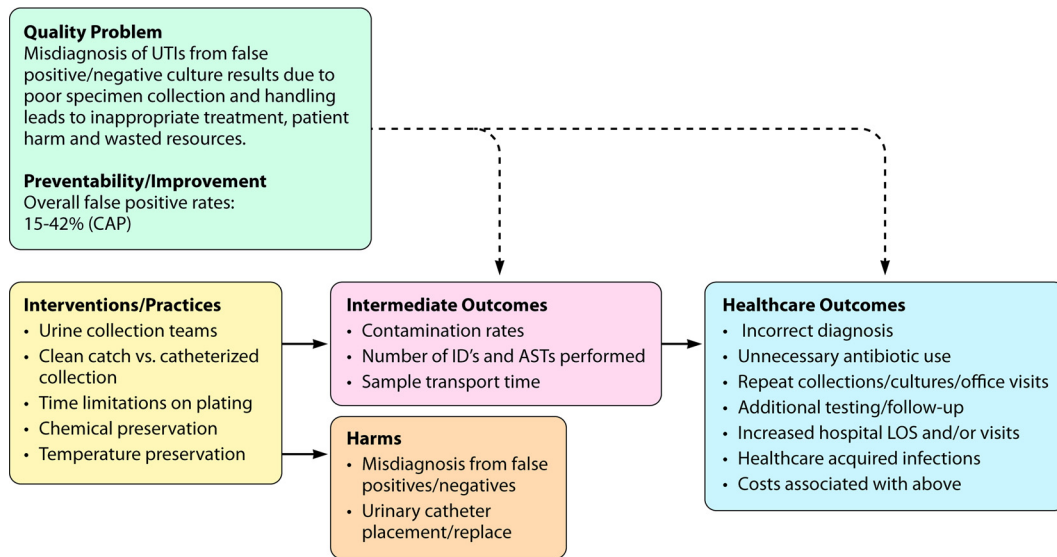 Quality Problem
Misdiagnosis of UTIs from false
positive/negative culture results due to
poor specimen collection and handling
leads to inappropriate treatment, patient
harm and wasted resources.
Preventability/Improvement
Overall false positive rates:
15-42% (CAP)
Interventions/Practices
• Urine collection teams
• Clean catch vs. catheterized
collection
• Time limitations on plating
• Chemical preservation
• Temperature preservation
Intermediate Outcomes
• Contamination rates
• Number of ID's and ASTs performed
• Sample transport time
Harms
• Misdiagnosis from false
positives/negatives
• Urinary catheter
placement/replace
Healthcare Outcomes
• Incorrect diagnosis
• Unnecessary antibiotic use
• Repeat collections/cultures/office visits
• Additional testing/follow-up
• Increased hospital LOS and/or visits
• Healthcare acquired infections
• Costs associated with above